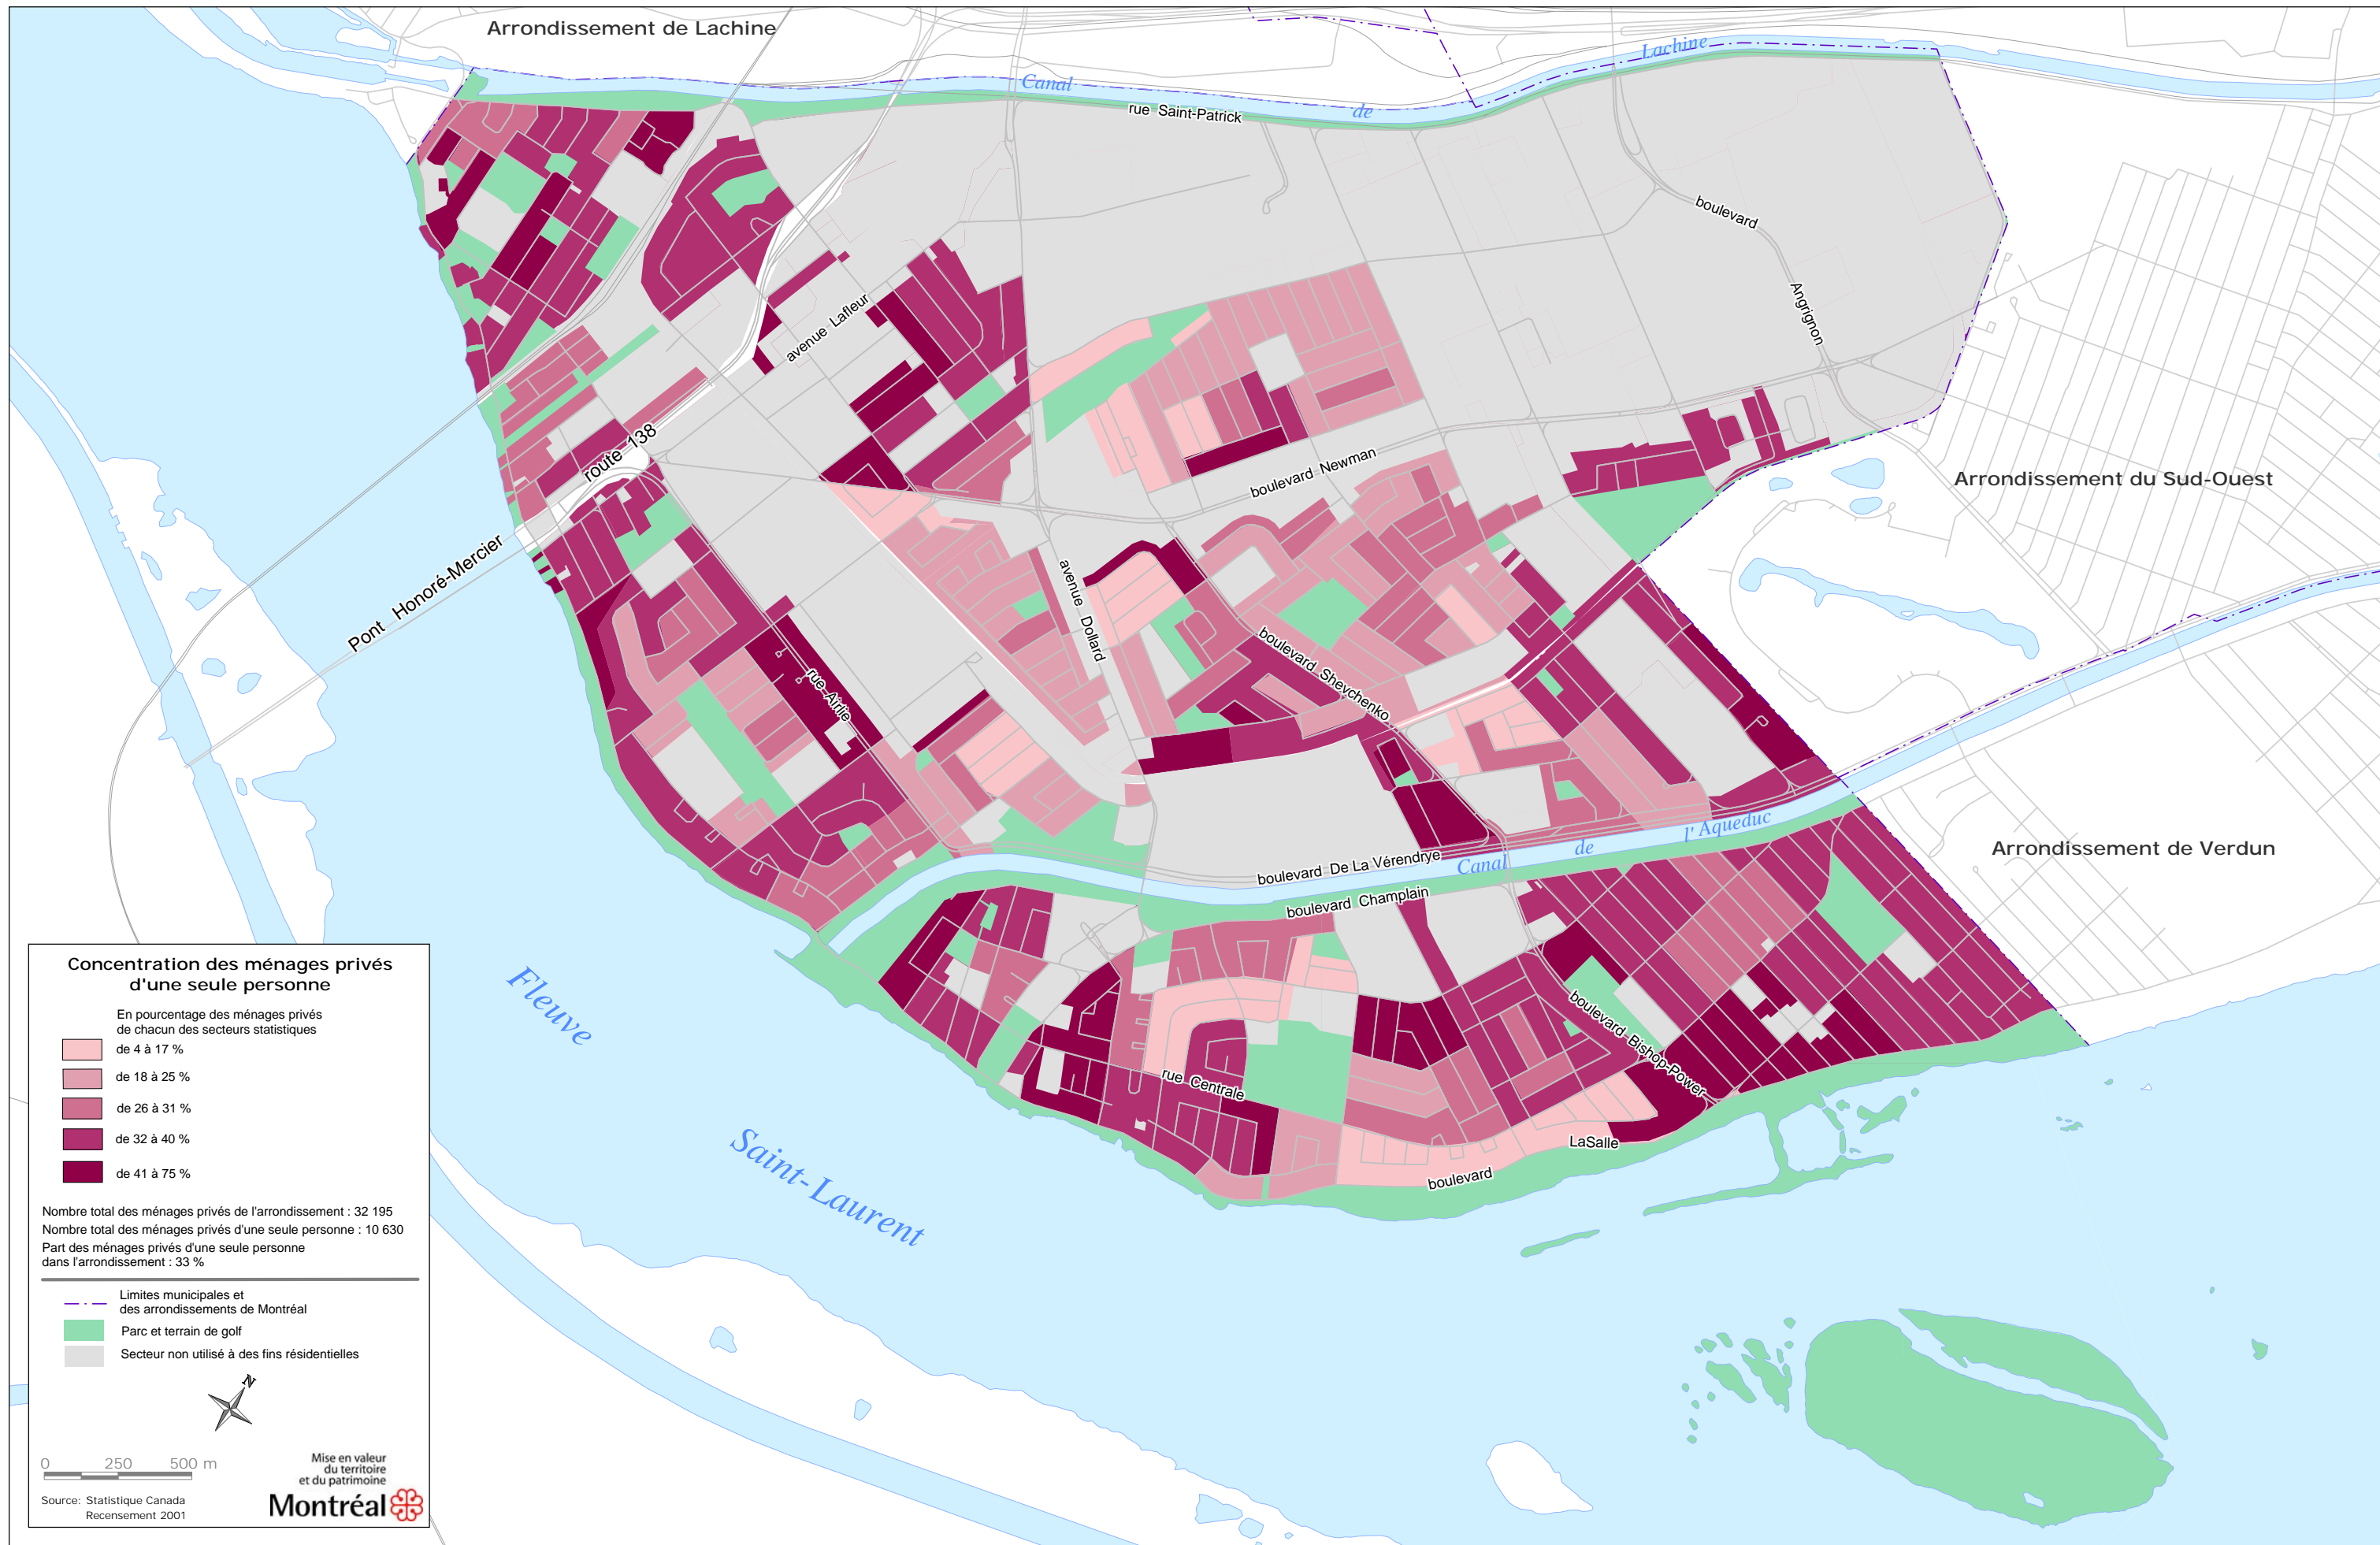 Arrondissement de Lachine
Canal
de
Lachine
rue Saint-Patrick
boulevard
Angrignon
avenue Lafleur
Arrondissement du Sud-Ouest
route 138
boulevard Newman
Pont Honoré-Mercier
avenue Dollard
boulevard Shevchenko
rue Airlie
Arrondissement de Verdun
boulevard De La Vérendrye
Canal
de
l'Aqueduc
boulevard Champlain
boulevard Bishop-Power
rue Centrale
boulevard
LaSalle
Fleuve
Saint-Laurent
Concentration des ménages privés
d'une seule personne
En pourcentage des ménages privés
de chacun des secteurs statistiques
de 4 à 17 %
de 18 à 25 %
de 26 à 31 %
de 32 à 40 %
de 41 à 75 %
Nombre total des ménages privés de l'arrondissement : 32 195
Nombre total des ménages privés d'une seule personne : 10 630
Part des ménages privés d'une seule personne
dans l'arrondissement : 33 %
Limites municipales et
des arrondissements de Montréal
Parc et terrain de golf
Secteur non utilisé à des fins résidentielles
N
0 250 500 m
Mise en valeur
du territoire
et du patrimoine
Montréal
Source: Statistique Canada
Recensement 2001